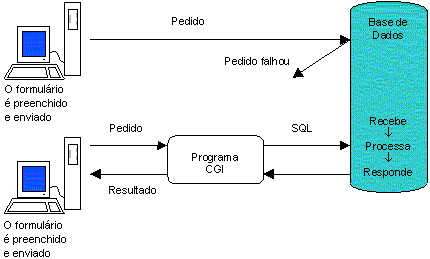 Pedido
Base de
Dados
Pedido falhou
O formulário
é preenchido
e enviado
Pedido
SQL
Recebe
Programa
CGI
Processa
Resultado
Responde
O formulário
é preenchido
e enviado